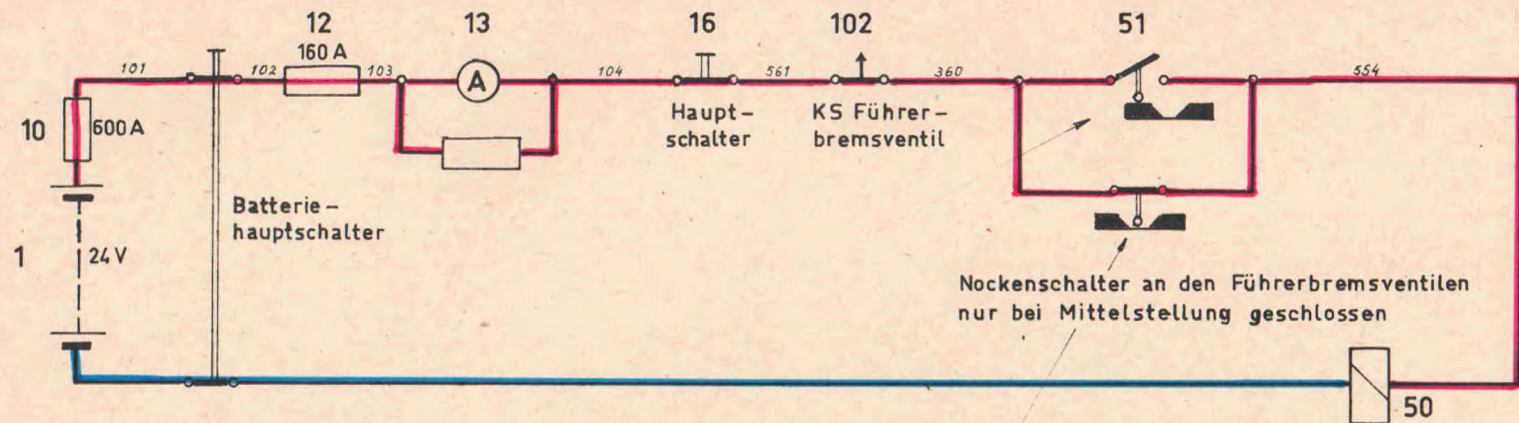 12 13 16 102 51
160 A
101 102 103 A 104 561 360 554
10 600 A
Haupt-
schalter
KS Führer-
bremsventil
Batterie-
hauptschalter
1 24 V
Nockenschalter an den Führerbremsventilen
nur bei Mittelstellung geschlossen
50